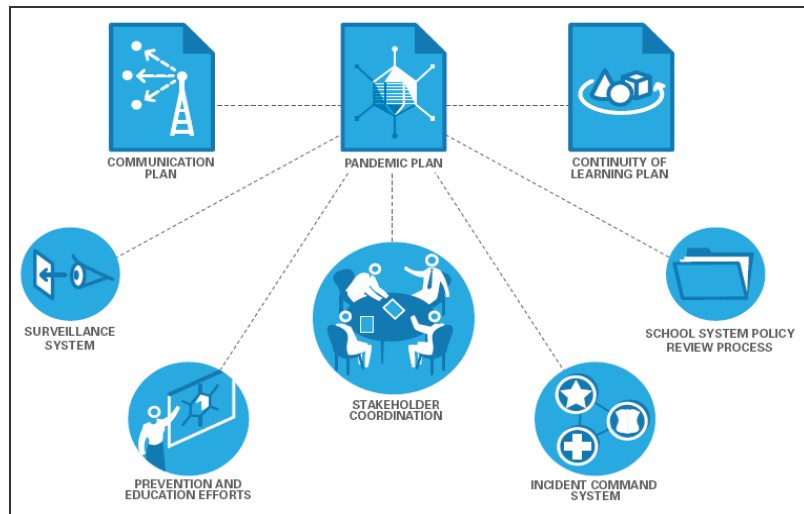 COMMUNICATION
PLAN
PANDEMIC PLAN
CONTINUITY OF
LEARNING PLAN
SURVEILLANCE
SYSTEM
SCHOOL SYSTEM POLICY
REVIEW PROCESS
STAKEHOLDER
COORDINATION
PREVENTION AND
EDUCATION EFFORTS
INCIDENT COMMAND
SYSTEM